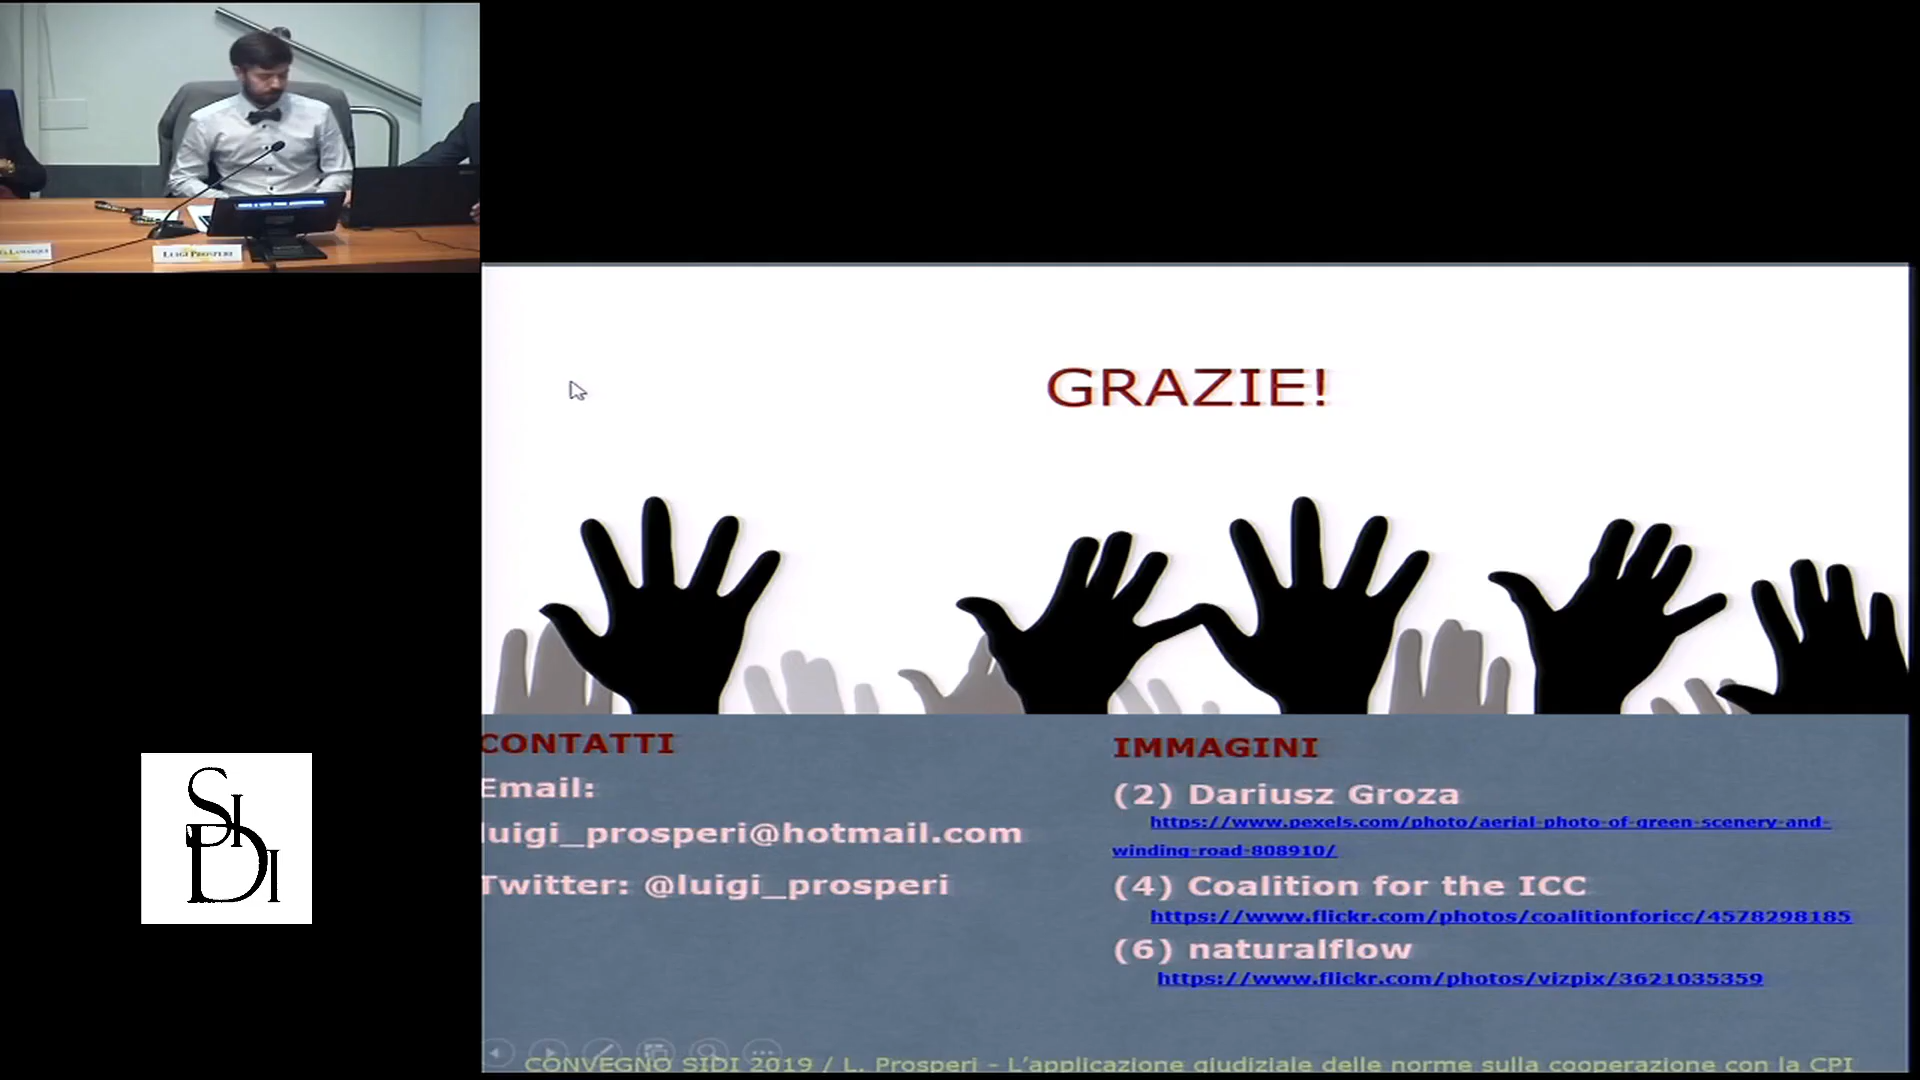 LUIGI PROSPERI
GRAZIE!
CONTATTI
Email:
luigi_prosperi@hotmail.com
Twitter: @luigi_prosperi
IMMAGINI
(2) Dariusz Groza
https://www.pexels.com/photo/aerial-photo-of-green-scenery-and-
winding-road-808910/
(4) Coalition for the ICC
https://www.flickr.com/photos/coalitionforicc/4578298185
(6) naturalflow
https://www.flickr.com/photos/vizpix/3621035359
SIDI
CONVEGNO SIDI 2019 / L. Prosperi - L'applicazione giudiziale delle norme sulla cooperazione con la CPI